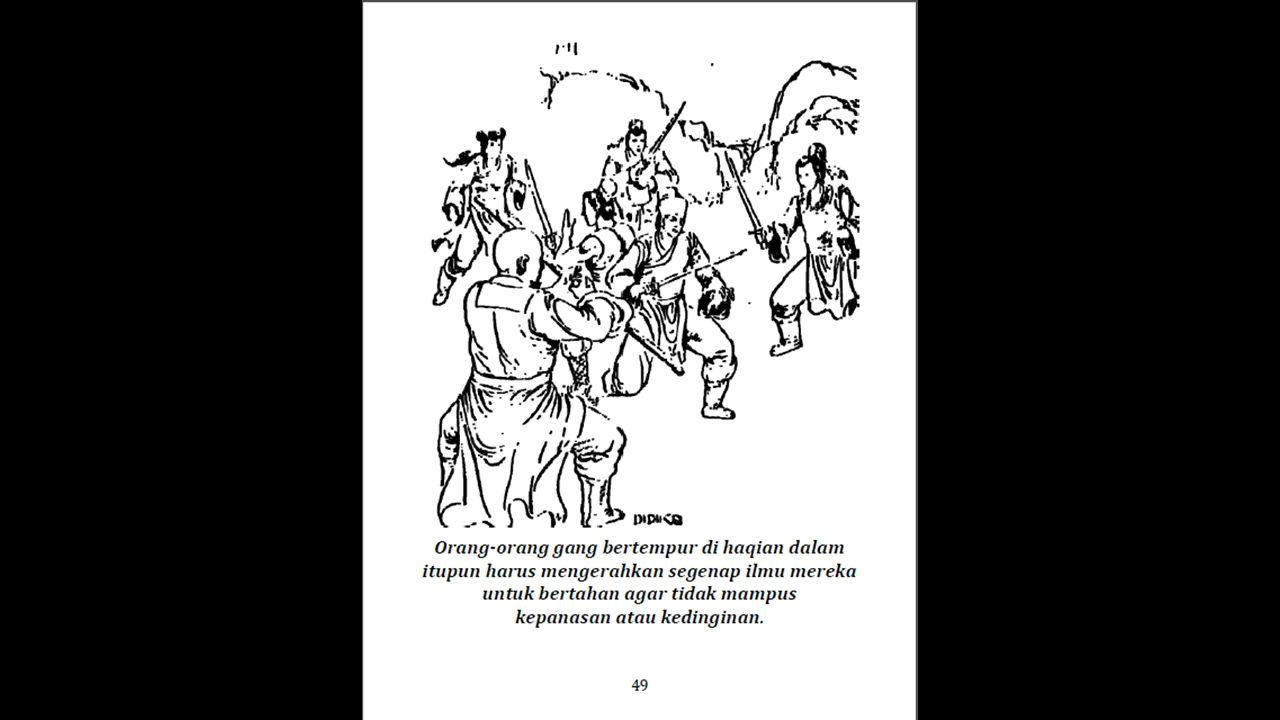 Orang-orang gang bertempur di haqian dalam
itupun harus mengerahkan segenap ilmu mereka
untuk bertahan agar tidak mampus
kepanasan atau kedinginan.
49